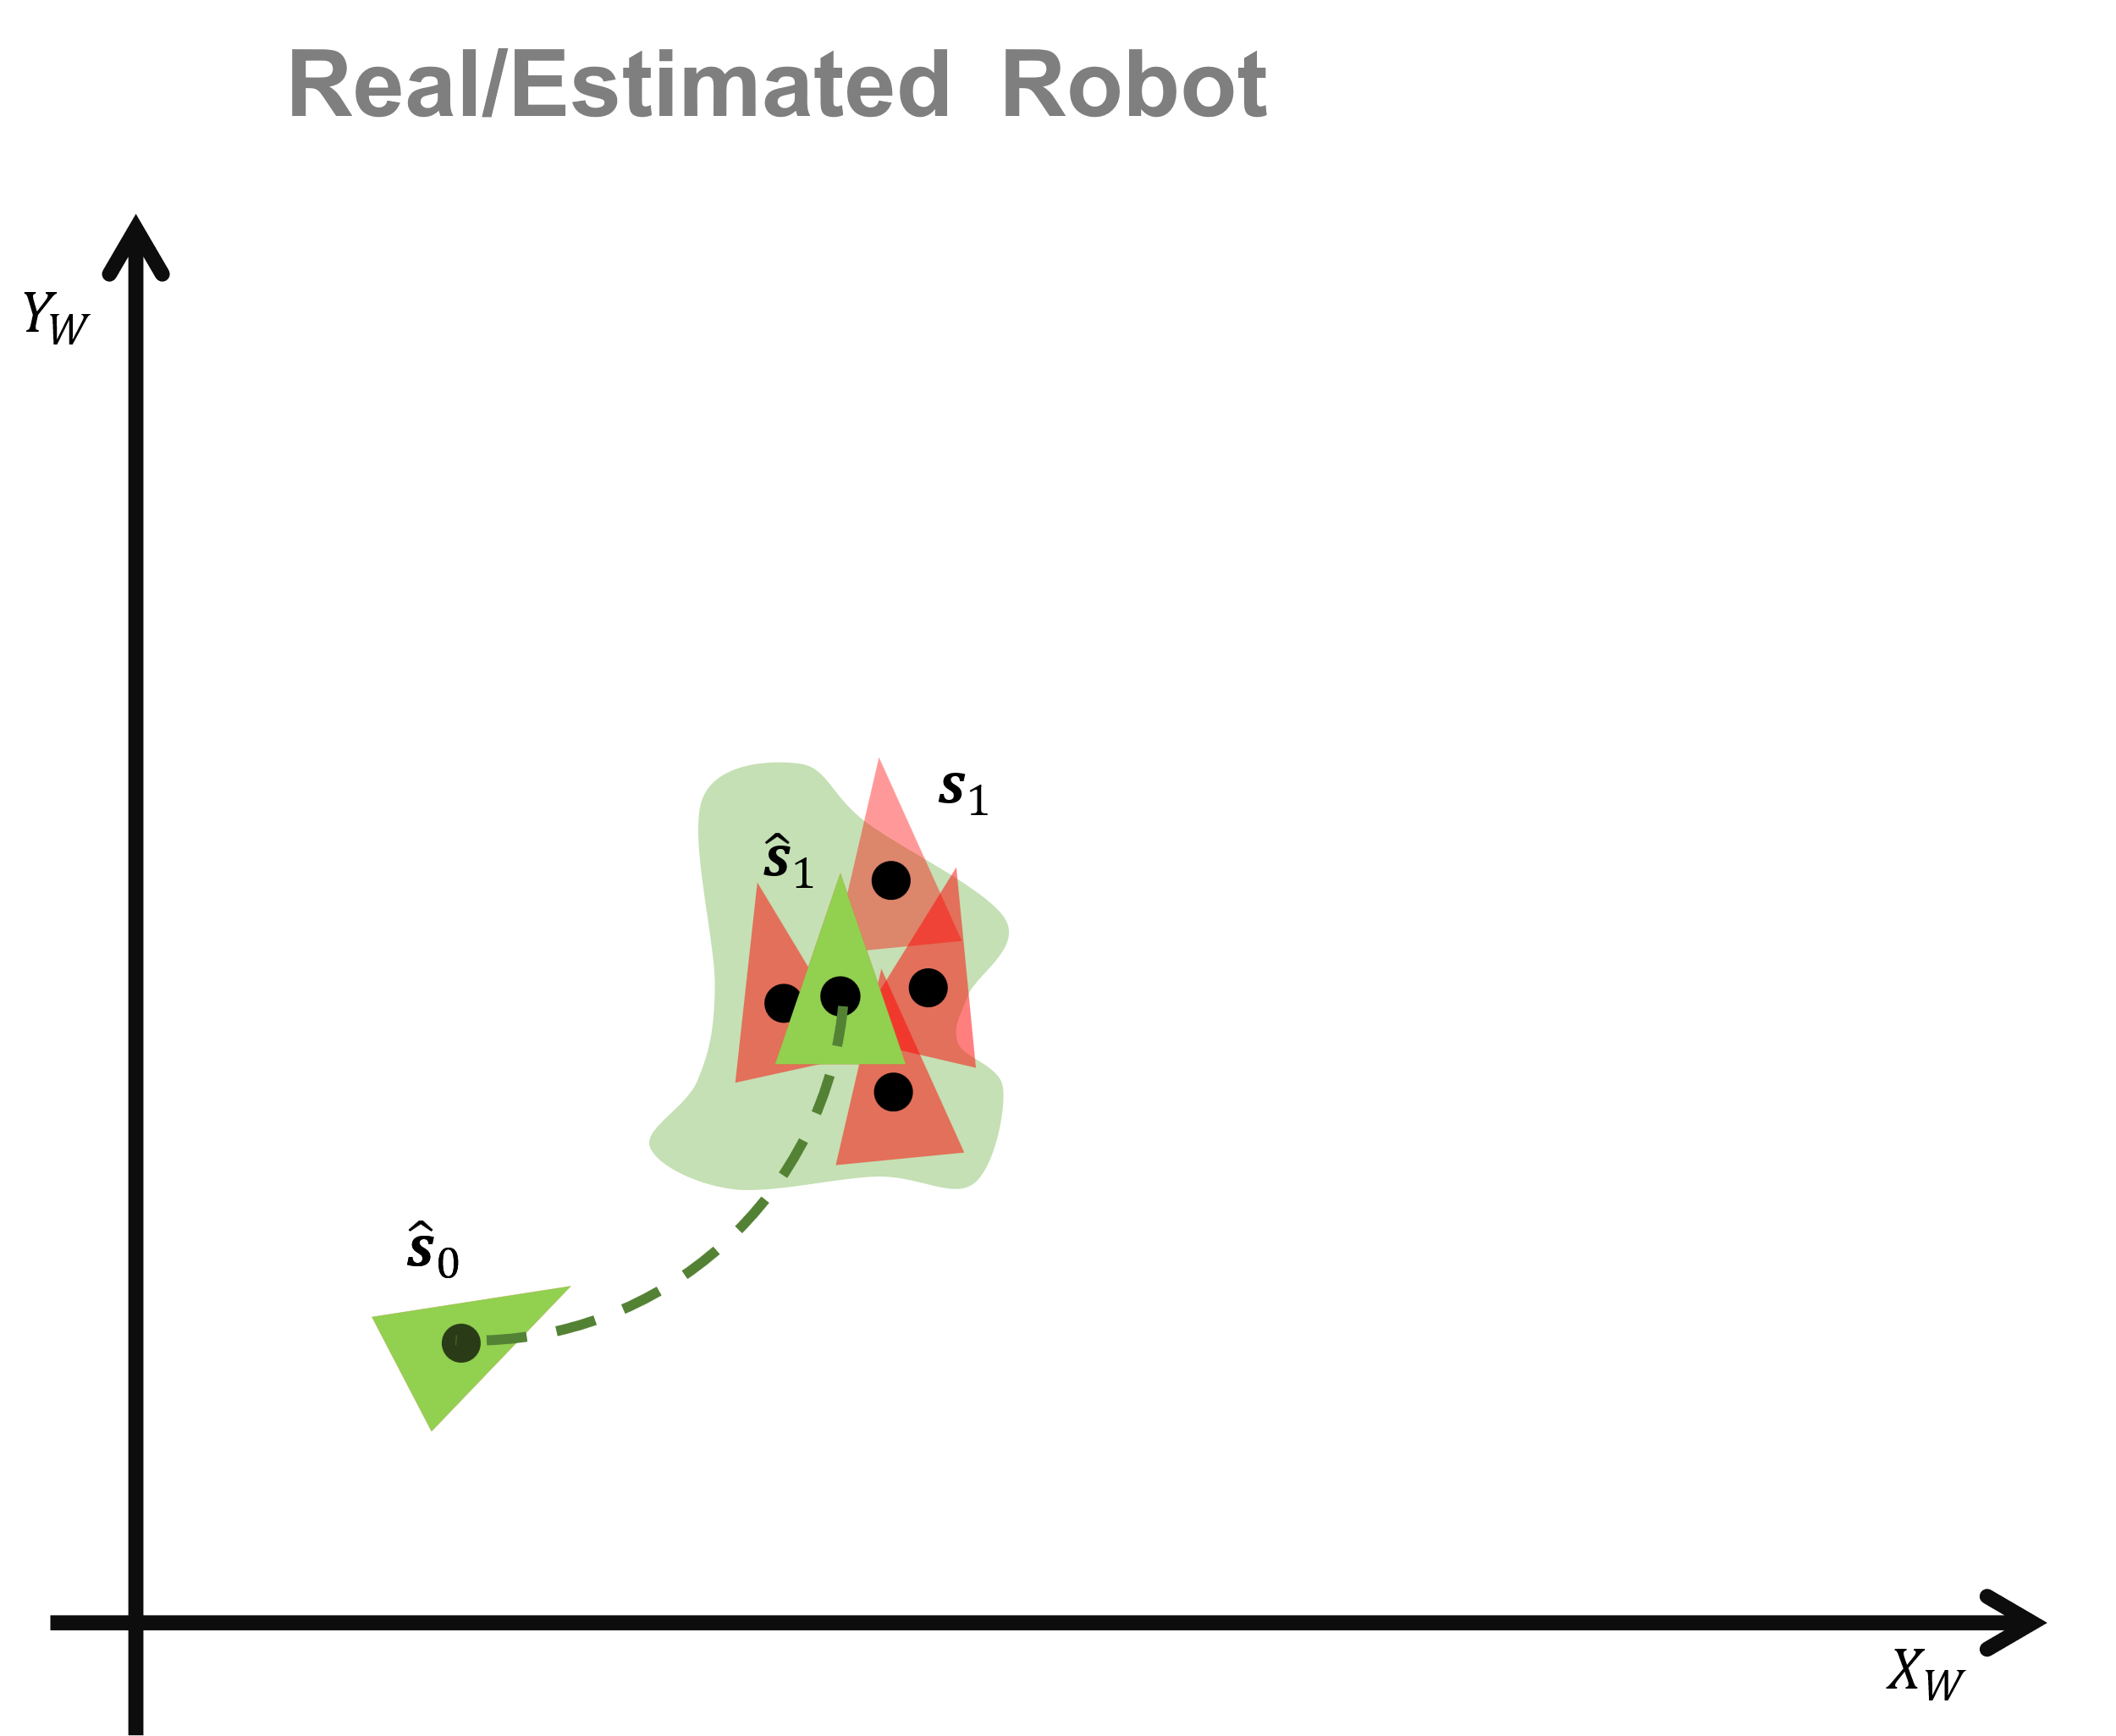 Real/Estimated Robot
Y_W
s_1
ŝ_1
ŝ_0
X_W